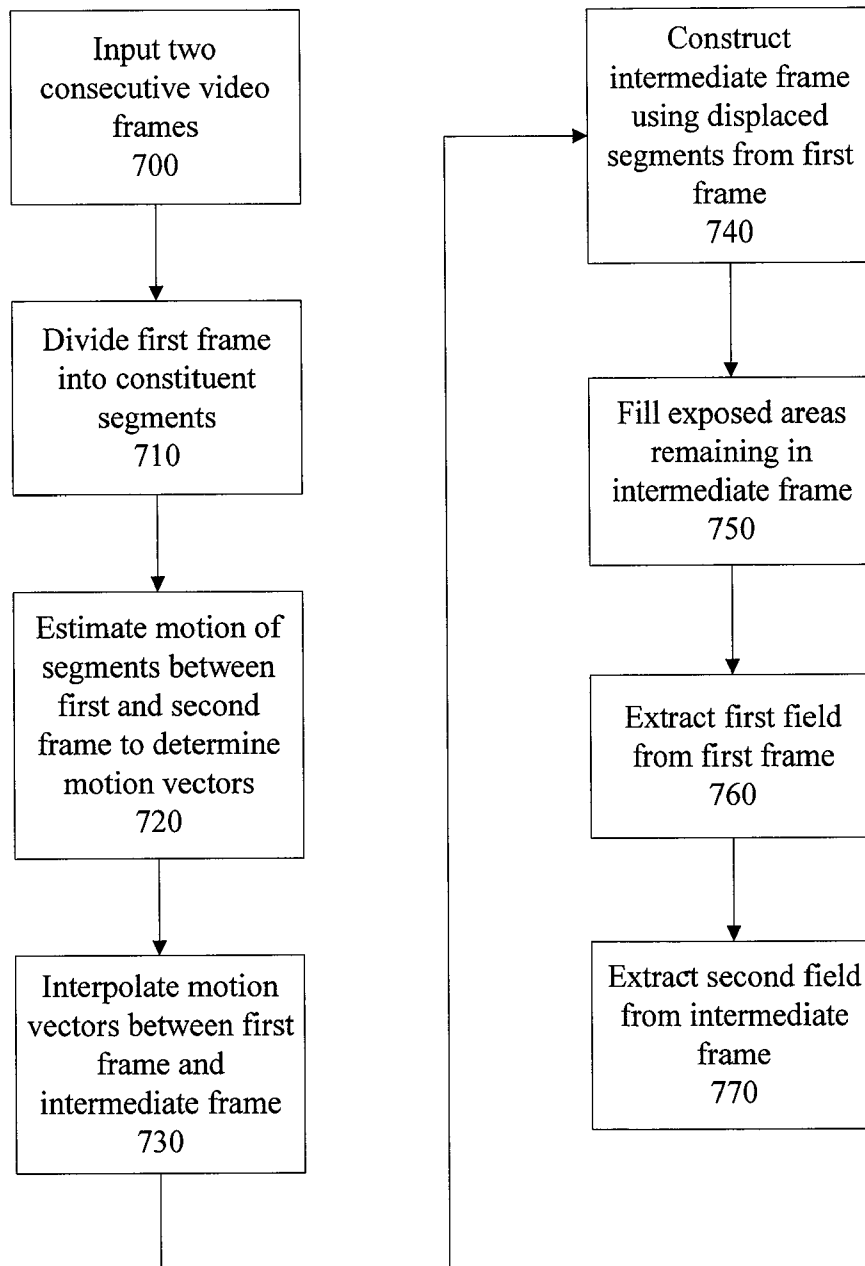 Input two
consecutive video
frames
700
Divide first frame
into constituent
segments
710
Estimate motion of
segments between
first and second
frame to determine
motion vectors
720
Interpolate motion
vectors between first
frame and
intermediate frame
730
Construct
intermediate frame
using displaced
segments from first
frame
740
Fill exposed areas
remaining in
intermediate frame
750
Extract first field
from first frame
760
Extract second field
from intermediate
frame
770